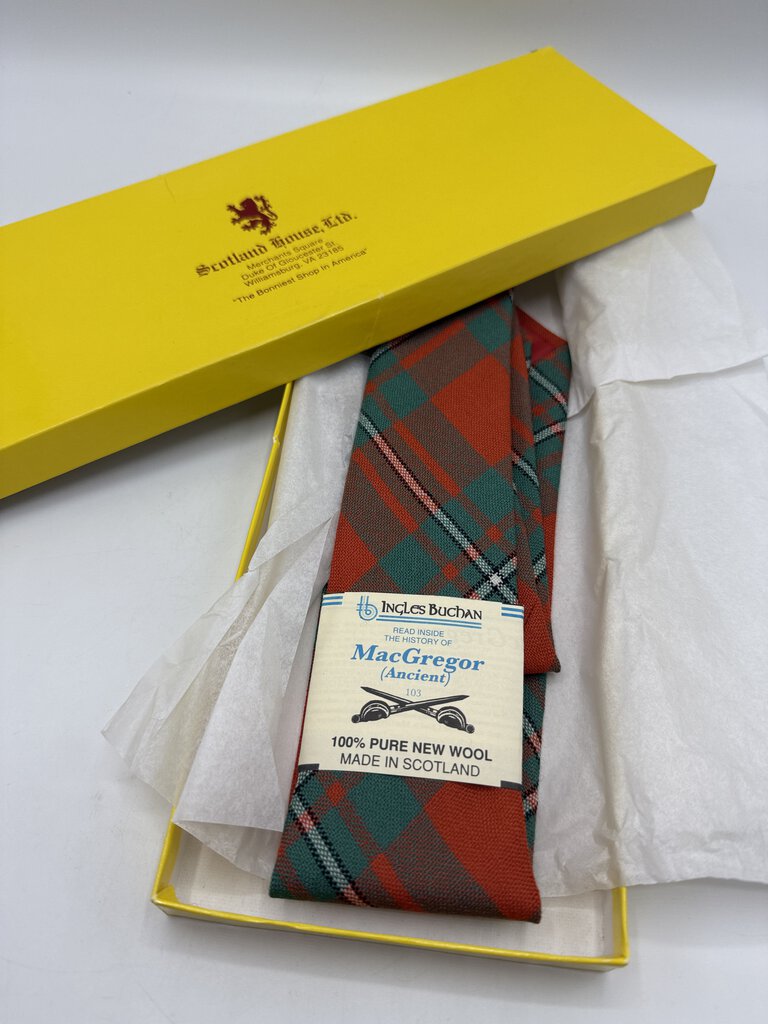 Scotland House, Ltd.
Merchants Square
Duke Of Gloucester St.
Williamsburg, VA 23185
"The Bonniest Shop In America"
INGLES BUCHAN
READ INSIDE
THE HISTORY OF
MacGregor
(Ancient)
103
100% PURE NEW WOOL
MADE IN SCOTLAND